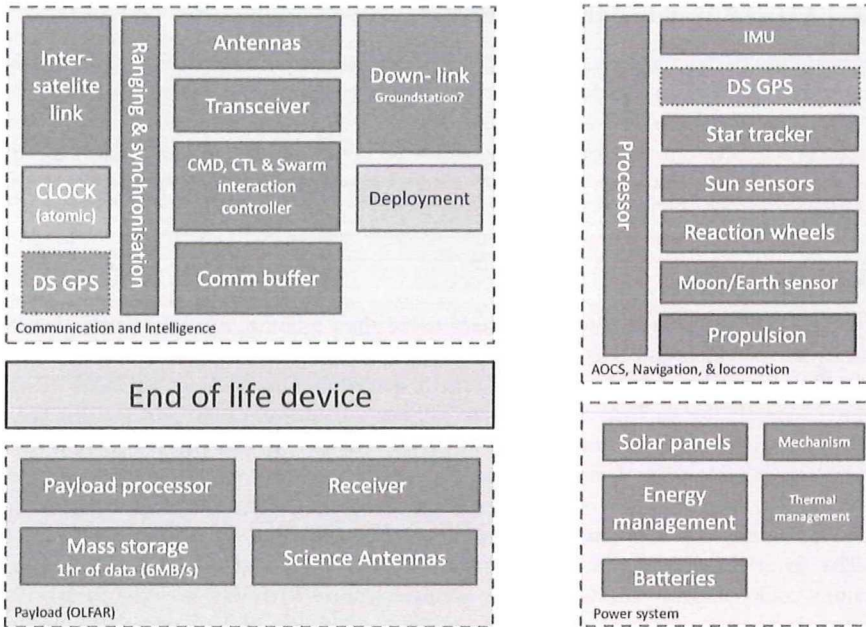 Inter-
satelite
link
CLOCK
(atomic)
DS GPS
Ranging & synchronisation
Antennas
Transceiver
CMD, CTL & Swarm
interaction
controller
Comm buffer
Down- link
Groundstation?
Deployment
Communication and Intelligence
End of life device
Payload processor
Receiver
Mass storage
1hr of data (6MB/s)
Science Antennas
Payload (OLFAR)
Processor
IMU
DS GPS
Star tracker
Sun sensors
Reaction wheels
Moon/Earth sensor
Propulsion
AOCS, Navigation, & locomotion
Solar panels
Mechanism
Energy
management
Thermal
management
Batteries
Power system